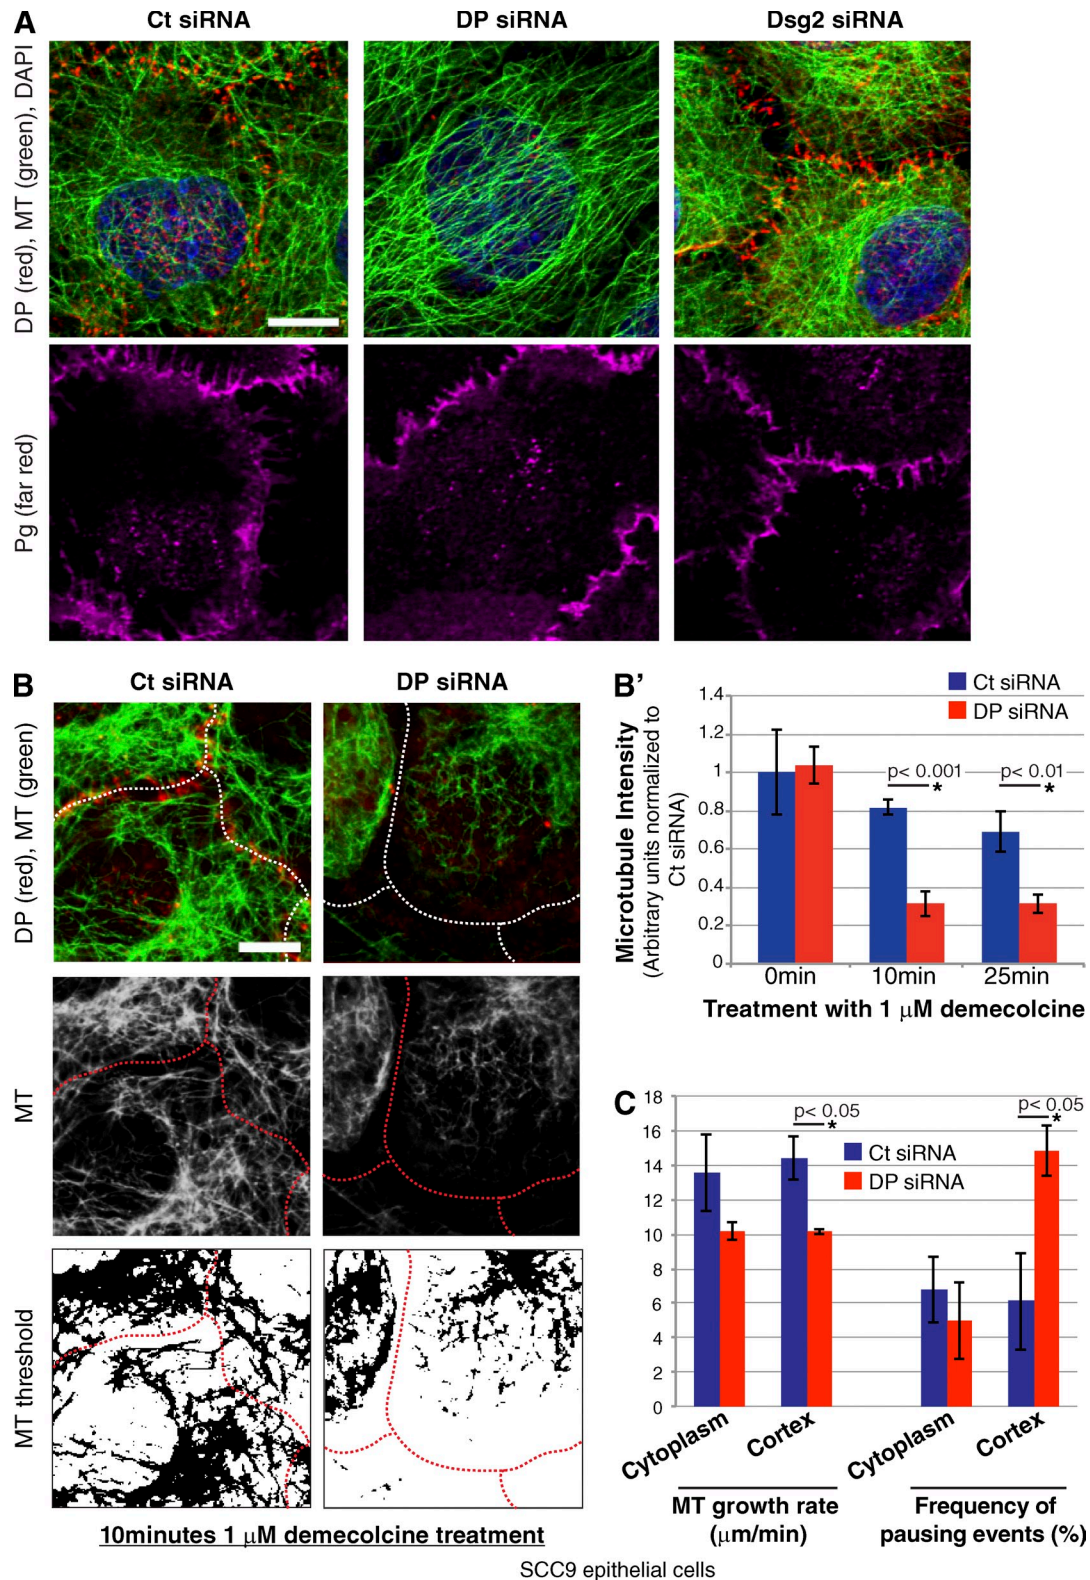 A
Ct siRNA
DP siRNA
Dsg2 siRNA
DP (red), MT (green), DAPI
Pg (far red)
B
Ct siRNA
DP siRNA
DP (red), MT (green)
MT
MT threshold
10minutes 1 μM demecolcine treatment
B'
Ct siRNA
DP siRNA
Microtubule Intensity
(Arbitrary units normalized to
Ct siRNA)
1.4
1.2
1
0.8
0.6
0.4
0.2
0
p< 0.001
*
p< 0.01
*
0min
10min
25min
Treatment with 1 μM demecolcine
C
18
16
14
12
10
8
6
4
2
0
p< 0.05
*
p< 0.05
*
Ct siRNA
DP siRNA
Cytoplasm
Cortex
Cytoplasm
Cortex
MT growth rate
(μm/min)
Frequency of
pausing events (%)
SCC9 epithelial cells